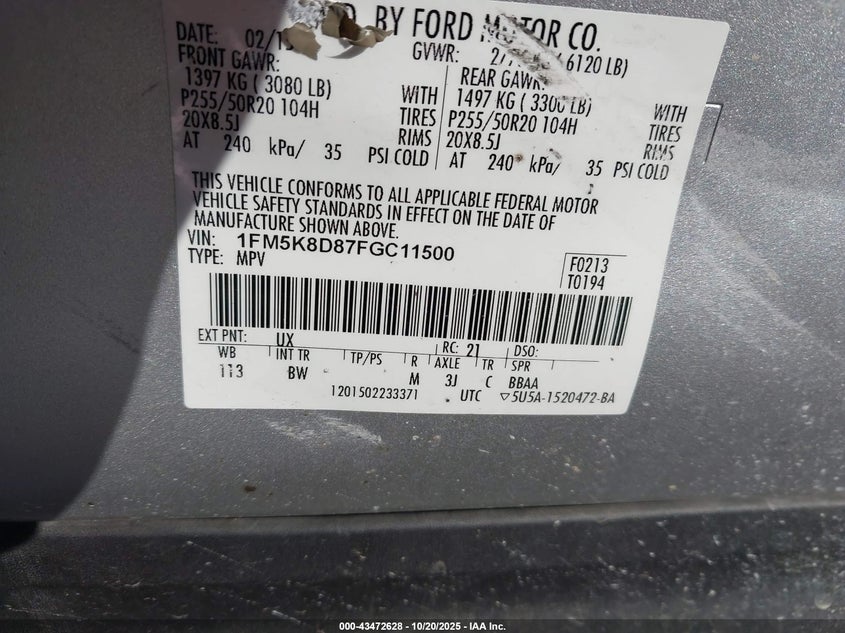 BY FORD MOTOR CO.
DATE: 02/15 GVWR: 6120 LB)
FRONT GAWR: REAR GAWR:
1397 KG ( 3080 LB) WITH 1497 KG ( 3300 LB) WITH
P255/50R20 104H TIRES P255/50R20 104H TIRES
20X8.5J RIMS 20X8.5J RIMS
AT 240 kPa/ 35 PSI COLD AT 240 kPa/ 35 PSI COLD
THIS VEHICLE CONFORMS TO ALL APPLICABLE FEDERAL MOTOR
VEHICLE SAFETY STANDARDS IN EFFECT ON THE DATE OF
MANUFACTURE SHOWN ABOVE.
VIN: 1FM5K8D87FGC11500
TYPE: MPV
F0213
T0194
EXT PNT: UX RC: 21 DSO:
WB INT TR TP/PS R AXLE TR SPR
113 BW M 3J C BBAA
1201502233371 UTC ▽5U5A-1520472-BA
000-43472628 - 10/20/2025 - IAA Inc.